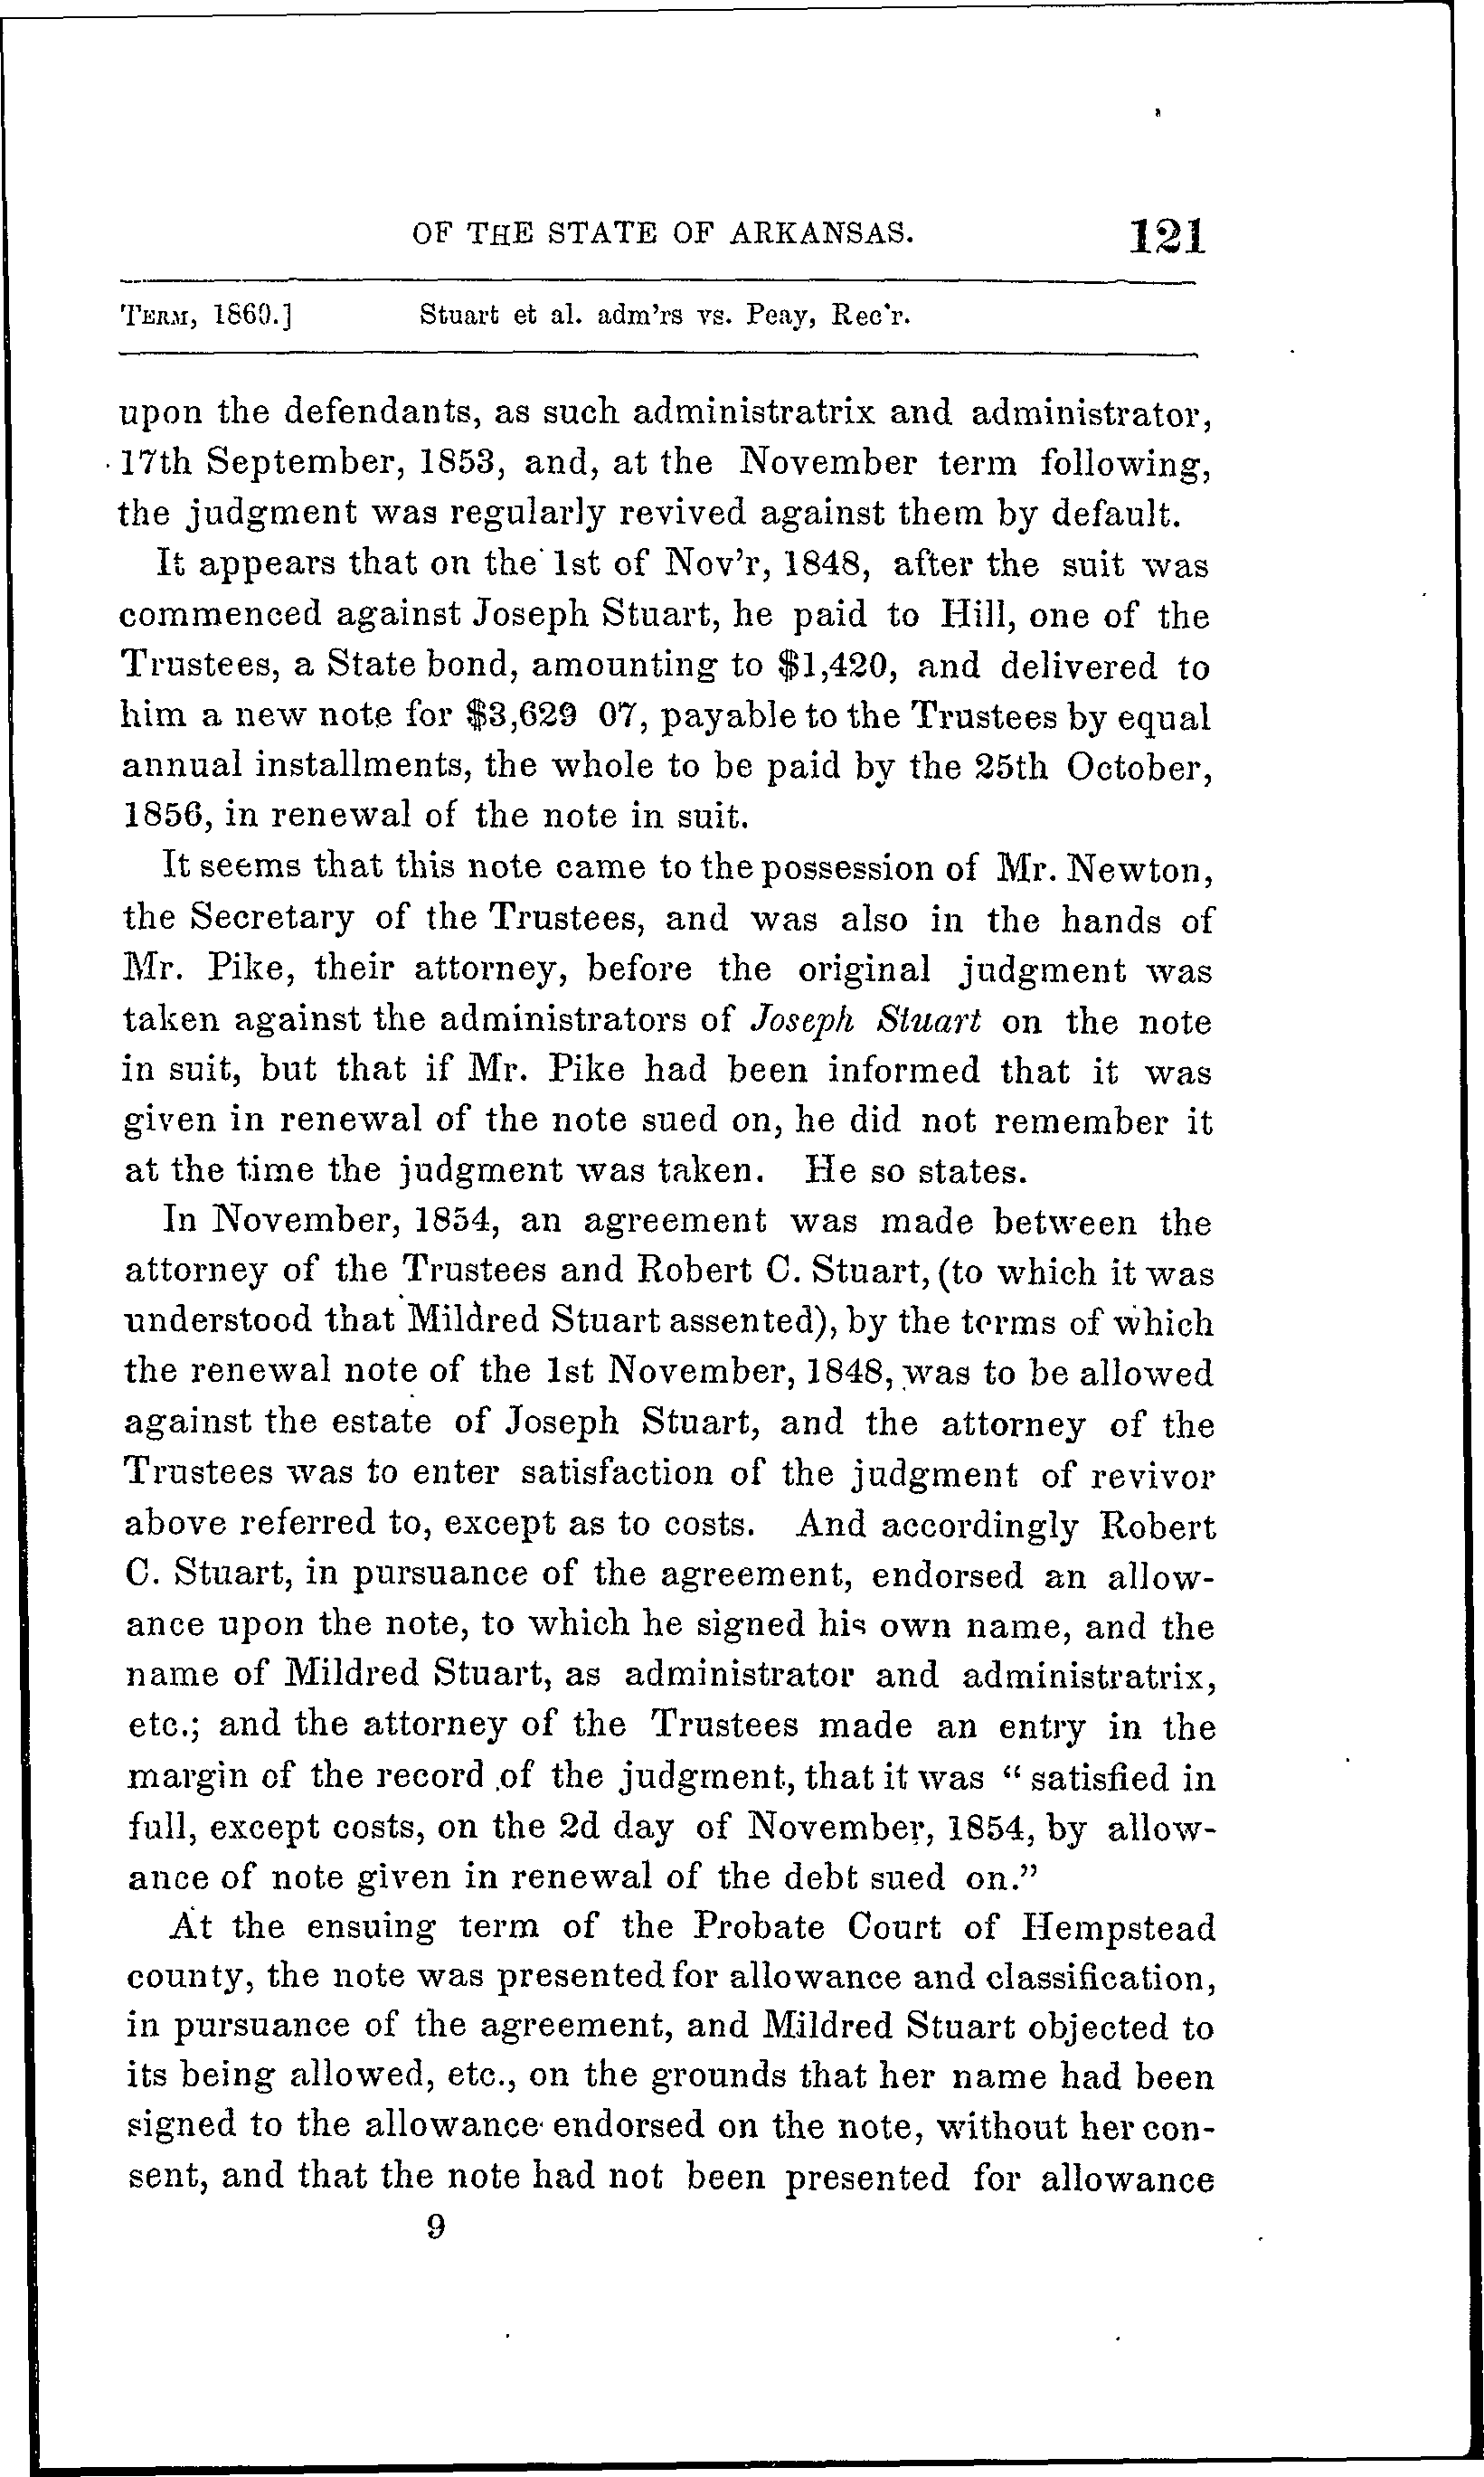 OF THE STATE OF ARKANSAS. 121
TERM, 1860.] Stuart et al. adm'rs vs. Peay, Rec'r.
upon the defendants, as such administratrix and administrator,
17th September, 1853, and, at the November term following,
the judgment was regularly revived against them by default.
It appears that on the 1st of Nov'r, 1848, after the suit was
commenced against Joseph Stuart, he paid to Hill, one of the
Trustees, a State bond, amounting to $1,420, and delivered to
him a new note for $3,629 07, payable to the Trustees by equal
annual installments, the whole to be paid by the 25th October,
1856, in renewal of the note in suit.
It seems that this note came to the possession of Mr. Newton,
the Secretary of the Trustees, and was also in the hands of
Mr. Pike, their attorney, before the original judgment was
taken against the administrators of Joseph Stuart on the note
in suit, but that if Mr. Pike had been informed that it was
given in renewal of the note sued on, he did not remember it
at the time the judgment was taken. He so states.
In November, 1854, an agreement was made between the
attorney of the Trustees and Robert C. Stuart, (to which it was
understood that Mildred Stuart assented), by the terms of which
the renewal note of the 1st November, 1848, was to be allowed
against the estate of Joseph Stuart, and the attorney of the
Trustees was to enter satisfaction of the judgment of revivor
above referred to, except as to costs. And accordingly Robert
C. Stuart, in pursuance of the agreement, endorsed an allow-
ance upon the note, to which he signed his own name, and the
name of Mildred Stuart, as administrator and administratrix,
etc.; and the attorney of the Trustees made an entry in the
margin of the record of the judgment, that it was " satisfied in
full, except costs, on the 2d day of November, 1854, by allow-
ance of note given in renewal of the debt sued on."
At the ensuing term of the Probate Court of Hempstead
county, the note was presented for allowance and classification,
in pursuance of the agreement, and Mildred Stuart objected to
its being allowed, etc., on the grounds that her name had been
signed to the allowance endorsed on the note, without her con-
sent, and that the note had not been presented for allowance
9